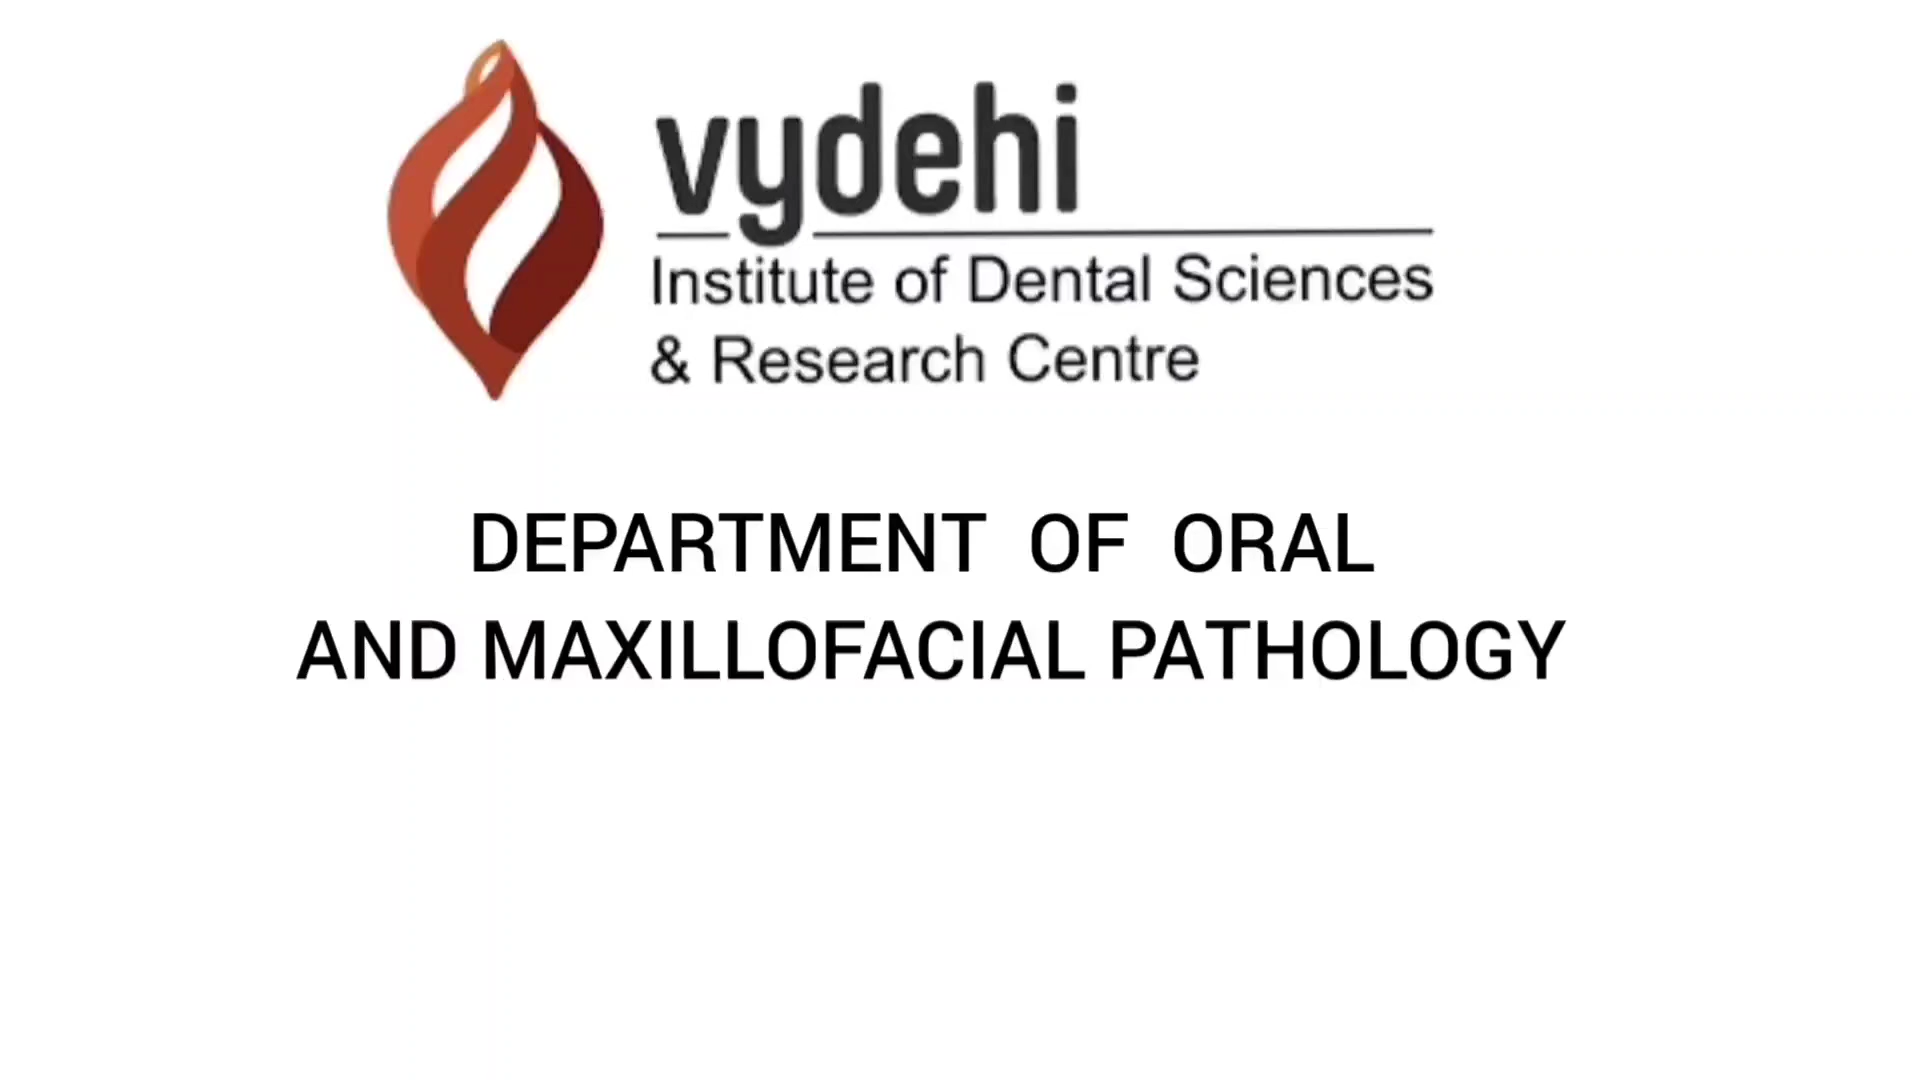 vydehi
Institute of Dental Sciences
& Research Centre
DEPARTMENT OF ORAL
AND MAXILLOFACIAL PATHOLOGY